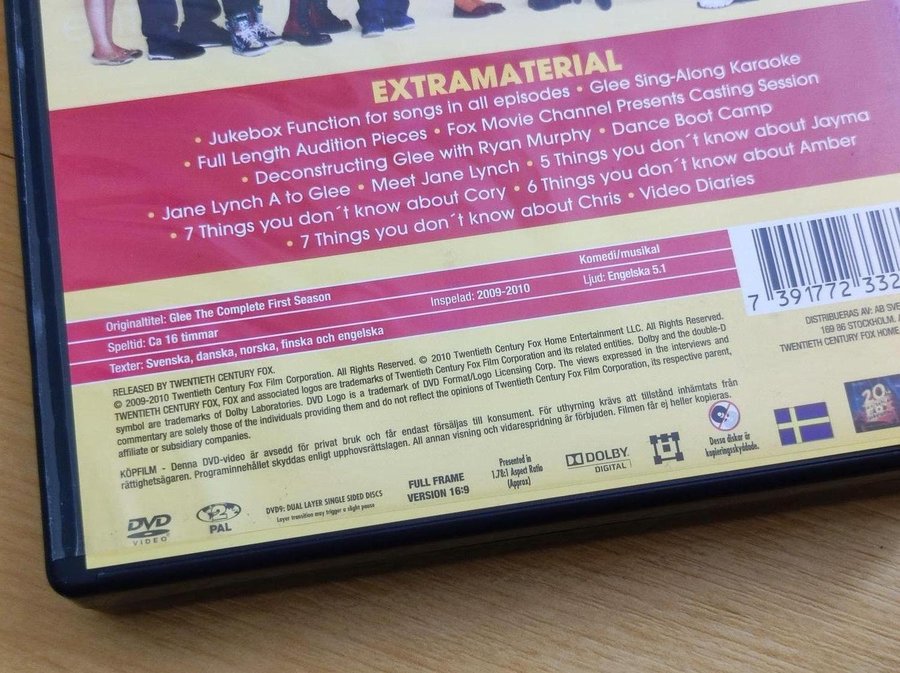 EXTRAMATERIAL
• Jukebox Function for songs in all episodes • Glee Sing-Along Karaoke
• Full Length Audition Pieces • Fox Movie Channel Presents Casting Session
• Deconstructing Glee with Ryan Murphy • Dance Boot Camp
• Jane Lynch A to Glee • Meet Jane Lynch • 5 Things you don´t know about Jayma
• 7 Things you don´t know about Cory • 6 Things you don´t know about Amber
• 7 Things you don´t know about Chris • Video Diaries
Originaltitel: Glee The Complete First Season
Komedi/musikal
Speltid: Ca 16 timmar
Inspelad: 2009-2010
Ljud: Engelska 5.1
Texter: Svenska, danska, norska, finska och engelska
7 391772 332
DISTRIBUERAS AV: AB SVE
169 86 STOCKHOLM.
TWENTIETH CENTURY FOX HOME
RELEASED BY TWENTIETH CENTURY FOX.
© 2009-2010 Twentieth Century Fox Film Corporation. All Rights Reserved. © 2010 Twentieth Century Fox Home Entertainment LLC. All Rights Reserved.
TWENTIETH CENTURY FOX, FOX and associated logos are trademarks of Twentieth Century Fox Film Corporation and its related entities. Dolby and the double-D
symbol are trademarks of Dolby Laboratories. DVD Logo is a trademark of DVD Format/Logo Licensing Corp. The views expressed in the interviews and
commentary are solely those of the individuals providing them and do not reflect the opinions of Twentieth Century Fox Film Corporation, its respective parent,
affiliate or subsidiary companies.
KÖPFILM - Denna DVD-video är avsedd för privat bruk och får endast försäljas till konsument. För uthyrning krävs att tillstånd inhämtats från
rättighetsägaren. Programinnehållet skyddas enligt upphovsrättslagen. All annan visning och vidarespridning är förbjuden. Filmen får ej heller kopieras.
DVD
VIDEO
2
PAL
DVD9: DUAL LAYER SINGLE SIDED DISCS
Layer transition may trigger a slight pause
FULL FRAME
VERSION 16:9
Presented in
1.78:1 Aspect Ratio
(Approx)
DOLBY
DIGITAL
Dessa diskar är
kopieringsskyddade.
20